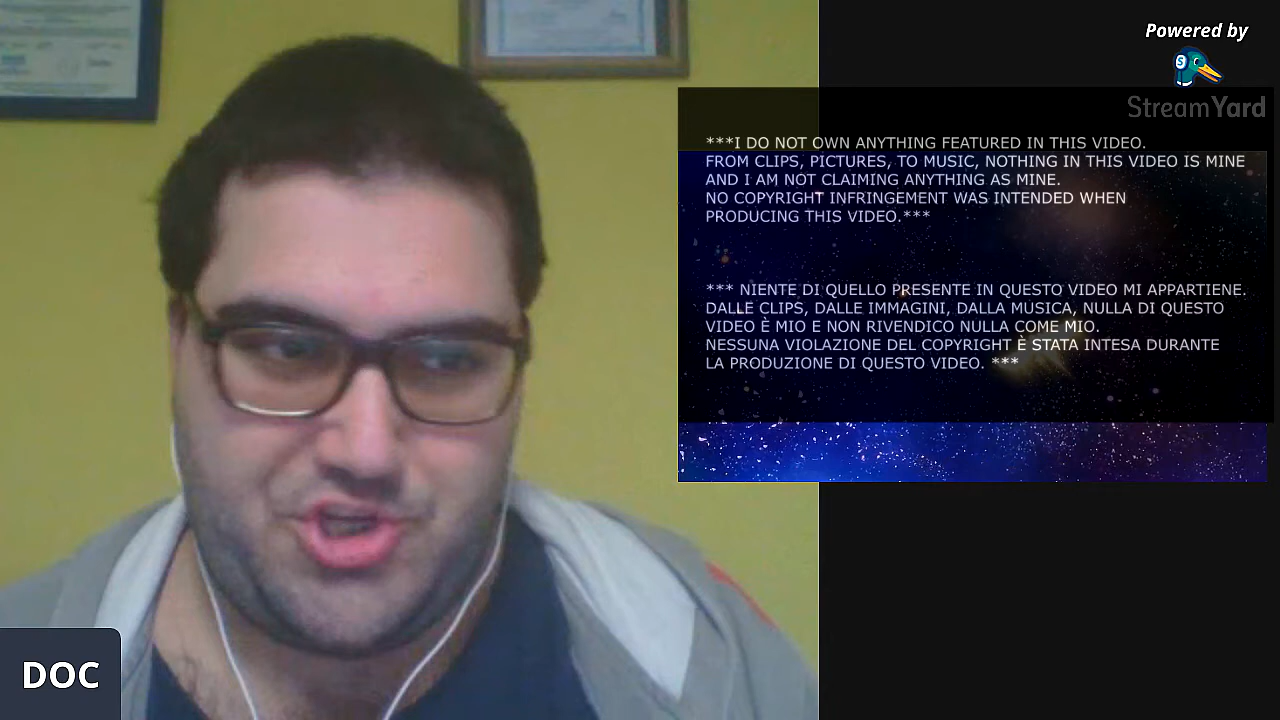 Powered by
StreamYard
***I DO NOT OWN ANYTHING FEATURED IN THIS VIDEO.
FROM CLIPS, PICTURES, TO MUSIC, NOTHING IN THIS VIDEO IS MINE
AND I AM NOT CLAIMING ANYTHING AS MINE.
NO COPYRIGHT INFRINGEMENT WAS INTENDED WHEN
PRODUCING THIS VIDEO.***
*** NIENTE DI QUELLO PRESENTE IN QUESTO VIDEO MI APPARTIENE.
DALLE CLIPS, DALLE IMMAGINI, DALLA MUSICA, NULLA DI QUESTO
VIDEO È MIO E NON RIVENDICO NULLA COME MIO.
NESSUNA VIOLAZIONE DEL COPYRIGHT È STATA INTESA DURANTE
LA PRODUZIONE DI QUESTO VIDEO. ***
DOC